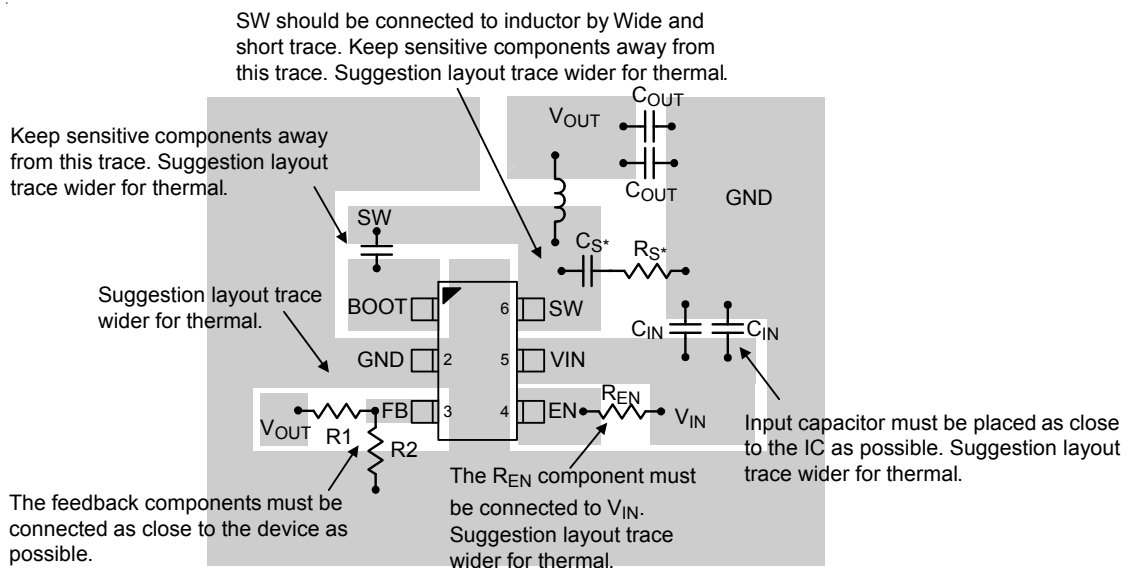 SW should be connected to inductor by Wide and
short trace. Keep sensitive components away from
this trace. Suggestion layout trace wider for thermal.
COUT
VOUT
Keep sensitive components away
from this trace. Suggestion layout
trace wider for thermal.
COUT
GND
SW
CS*
RS*
Suggestion layout trace
wider for thermal.
BOOT
6
SW
CIN
CIN
GND
2
5
VIN
REN
FB
3
4
EN
VIN
VOUT
R1
R2
Input capacitor must be placed as close
to the IC as possible. Suggestion layout
trace wider for thermal.
The REN component must
be connected to VIN.
Suggestion layout trace
wider for thermal.
The feedback components must be
connected as close to the device as
possible.